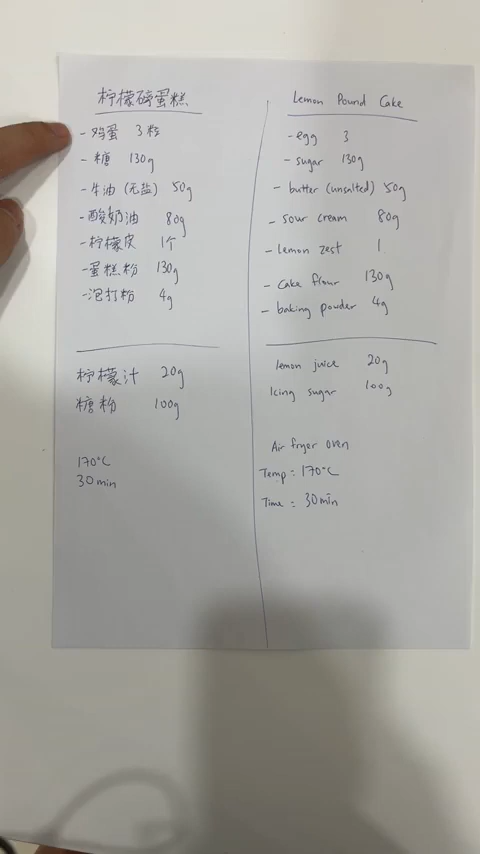 柠檬磅蛋糕
- 鸡蛋 3粒
- 糖 130g
- 牛油 (无盐) 50g
- 酸奶油 80g
- 柠檬皮 1个
- 蛋糕粉 130g
- 泡打粉 4g
柠檬汁 20g
糖粉 100g
170°C
30min
Lemon Pound Cake
- egg 3
- sugar 130g
- butter (unsalted) 50g
- sour cream 80g
- lemon zest 1
- cake flour 130g
- baking powder 4g
lemon juice 20g
Icing sugar 100g
Air fryer oven
Temp = 170°C
Time = 30min